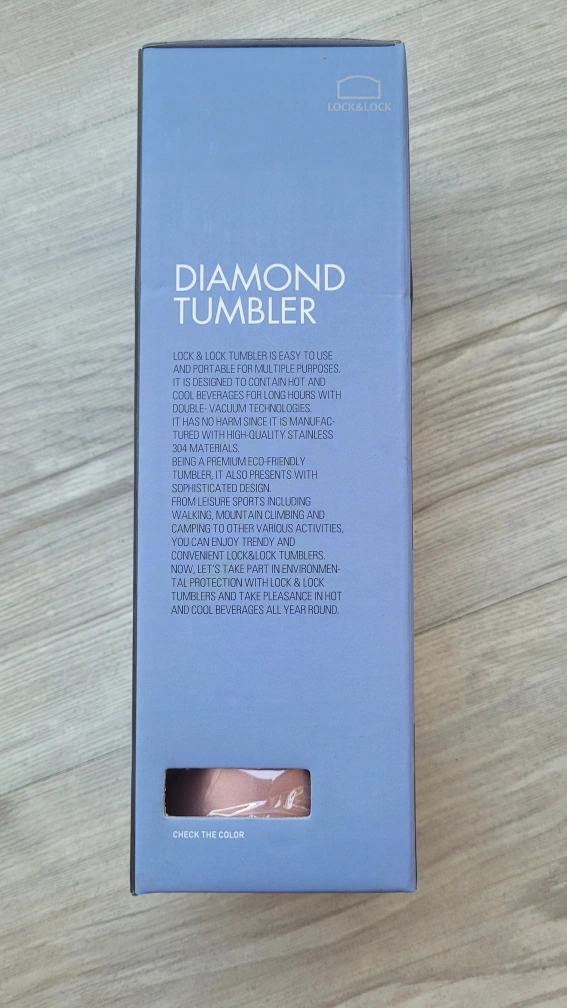 LOCK&LOCK
DIAMOND
TUMBLER
LOCK & LOCK TUMBLER IS EASY TO USE
AND PORTABLE FOR MULTIPLE PURPOSES.
IT IS DESIGNED TO CONTAIN HOT AND
COOL BEVERAGES FOR LONG HOURS WITH
DOUBLE- VACUUM TECHNOLOGIES.
IT HAS NO HARM SINCE IT IS MANUFAC-
TURED WITH HIGH-QUALITY STAINLESS
304 MATERIALS.
BEING A PREMIUM ECO-FRIENDLY
TUMBLER, IT ALSO PRESENTS WITH
SOPHISTICATED DESIGN.
FROM LEISURE SPORTS INCLUDING
WALKING, MOUNTAIN CLIMBING AND
CAMPING TO OTHER VARIOUS ACTIVITIES,
YOU CAN ENJOY TRENDY AND
CONVENIENT LOCK&LOCK TUMBLERS.
NOW, LET'S TAKE PART IN ENVIRONMEN-
TAL PROTECTION WITH LOCK & LOCK
TUMBLERS AND TAKE PLEASANCE IN HOT
AND COOL BEVERAGES ALL YEAR ROUND.
CHECK THE COLOR